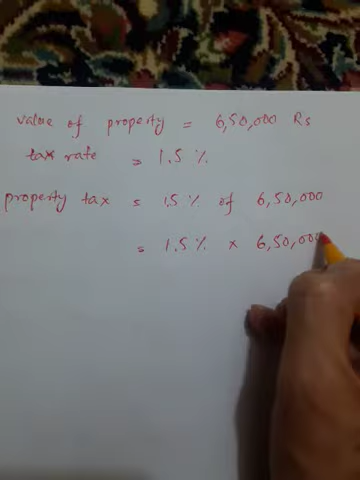 value of property = 6,50,000 Rs
tax rate = 1.5 %
property tax = 1.5 % of 6,50,000
= 1.5 % x 6,50,000